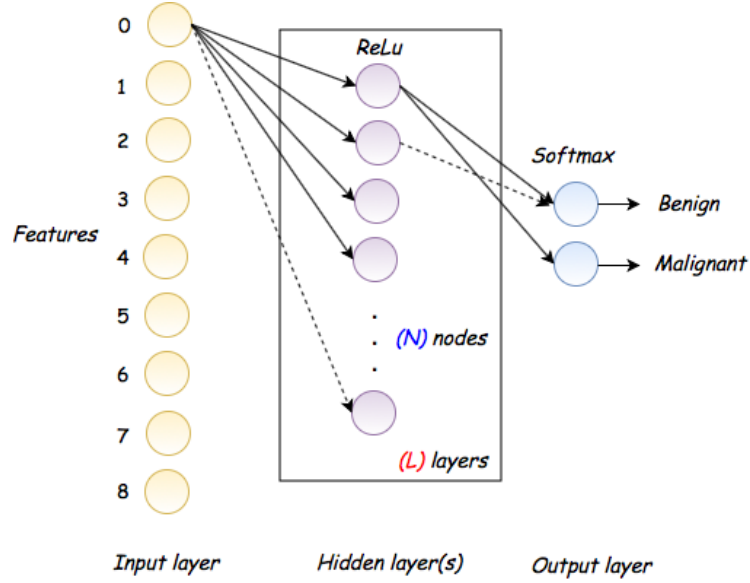 0
ReLu
1
2
Softmax
3
Benign
Features
4
Malignant
5
(N) nodes
6
7
(L) layers
8
Input layer
Hidden layer(s)
Output layer